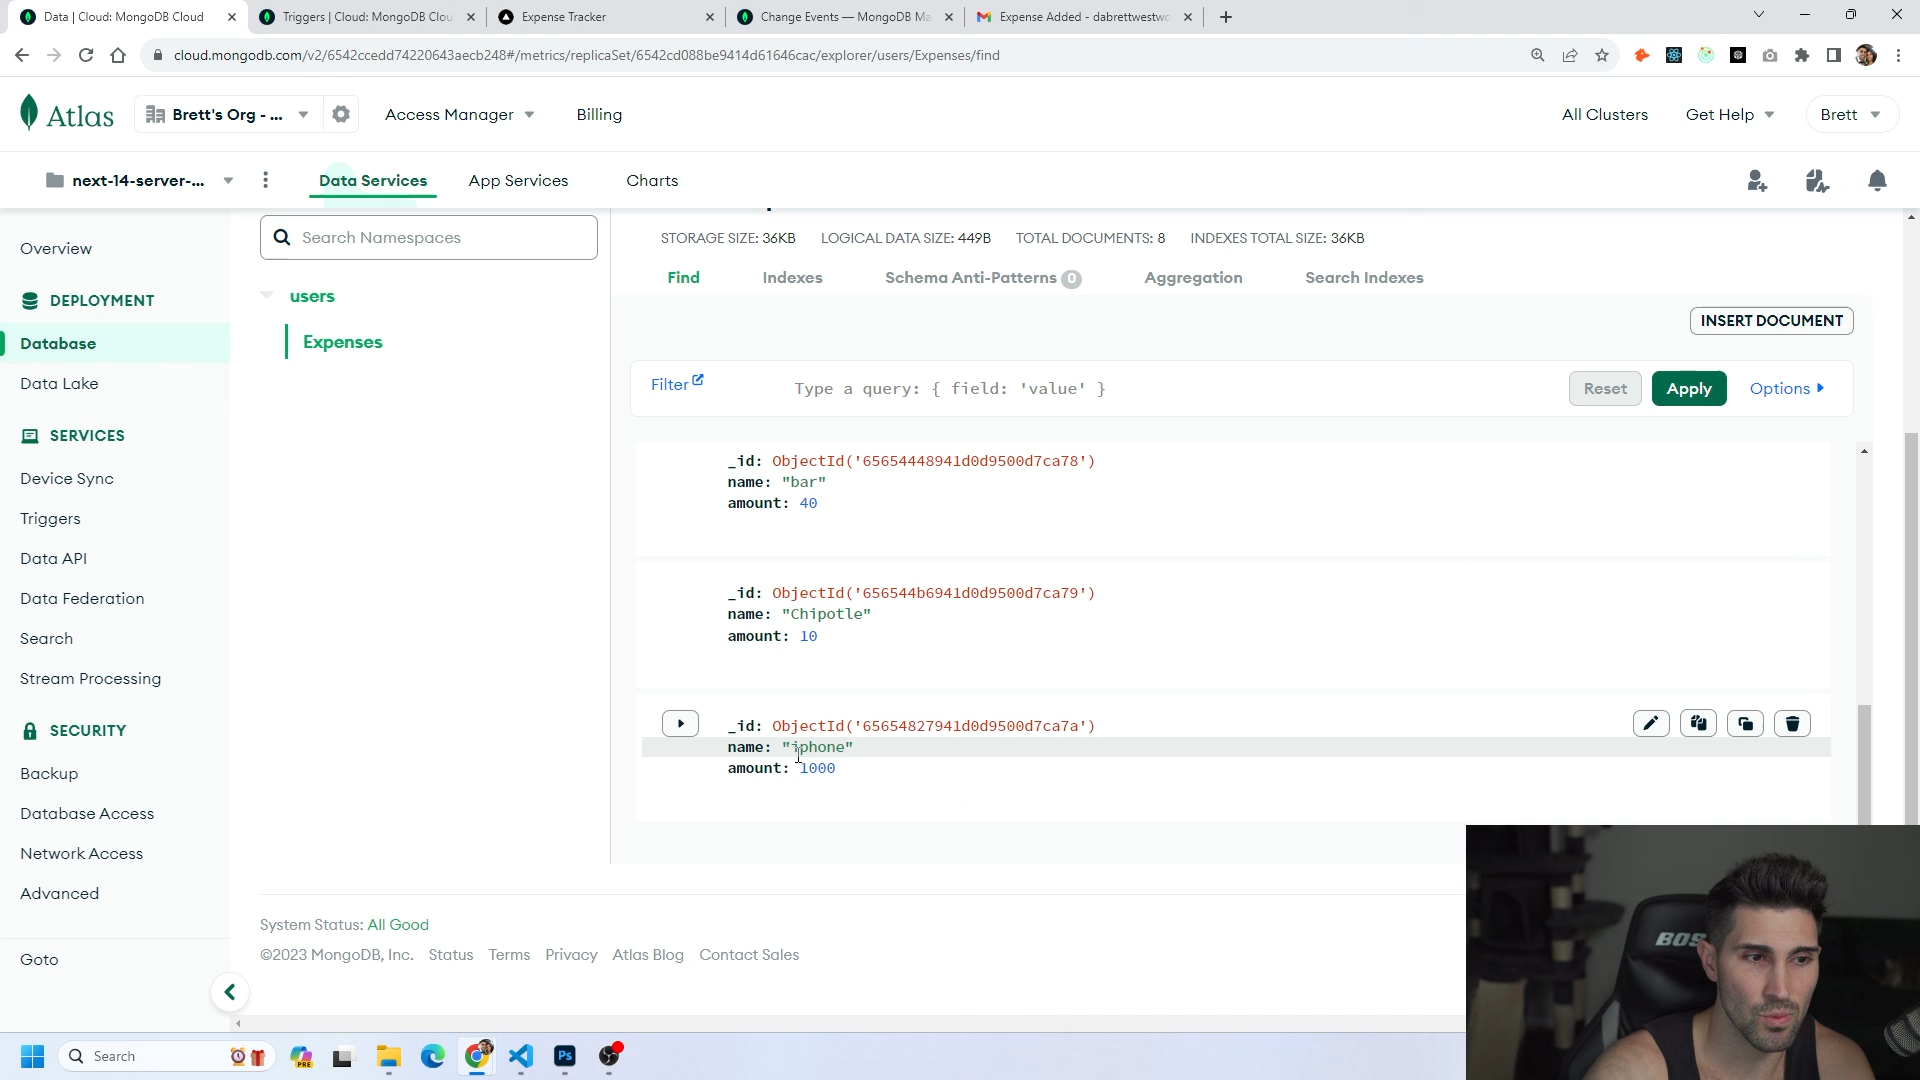 Data | Cloud: MongoDB Cloud
Triggers | Cloud: MongoDB Clou
Expense Tracker
Change Events — MongoDB Ma
Expense Added - dabrettwestwo
cloud.mongodb.com/v2/6542ccedd74220643aecb248#/metrics/replicaSet/6542cd088be9414d61646cac/explorer/users/Expenses/find
Atlas
Brett's Org - ...
Access Manager
Billing
All Clusters
Get Help
Brett
next-14-server-...
Data Services
App Services
Charts
Overview
DEPLOYMENT
Database
Data Lake
SERVICES
Device Sync
Triggers
Data API
Data Federation
Search
Stream Processing
SECURITY
Backup
Database Access
Network Access
Advanced
Goto
Search Namespaces
users
Expenses
STORAGE SIZE: 36KB LOGICAL DATA SIZE: 449B TOTAL DOCUMENTS: 8 INDEXES TOTAL SIZE: 36KB
Find
Indexes
Schema Anti-Patterns 0
Aggregation
Search Indexes
INSERT DOCUMENT
Filter
Type a query: { field: 'value' }
Reset
Apply
Options
_id: ObjectId('65654448941d0d9500d7ca78')
name: "bar"
amount: 40
_id: ObjectId('656544b6941d0d9500d7ca79')
name: "Chipotle"
amount: 10
_id: ObjectId('65654827941d0d9500d7ca7a')
name: "iphone"
amount: 1000
System Status: All Good
©2023 MongoDB, Inc. Status Terms Privacy Atlas Blog Contact Sales
BOS
Search
PRE
Ps